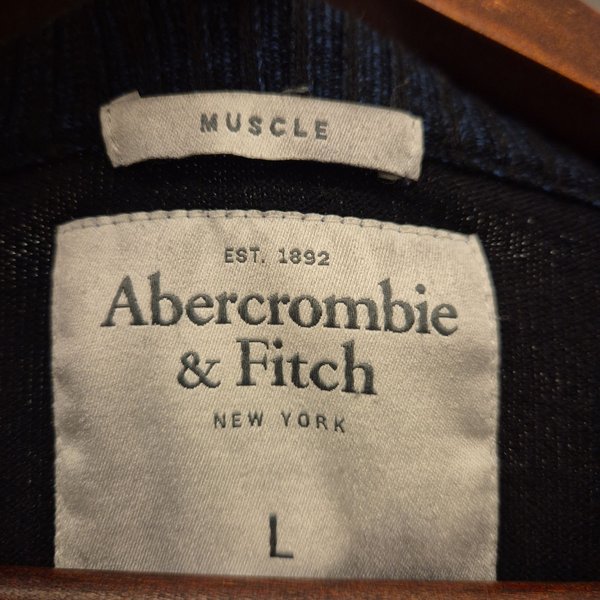 MUSCLE
EST. 1892
Abercrombie
& Fitch
NEW YORK
L